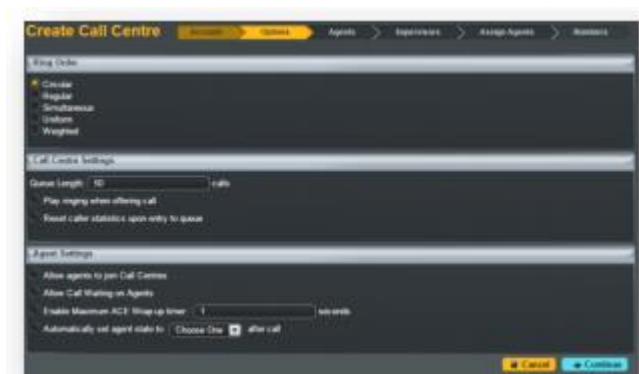 Create Call Centre Account Options Agents Supervisors Assign Agents Numbers
Ring Order
Circular
Regular
Simultaneous
Uniform
Weighted
Call Centre Settings
Queue Length 50 calls
Play ringing when offering call
Reset caller statistics upon entry to queue
Agent Settings
Allow agents to join Call Centres
Allow Call Waiting on Agents
Enable Maximum ACE Wrap up timer 1 seconds
Automatically set agent state to Choose One after call
Cancel Continue